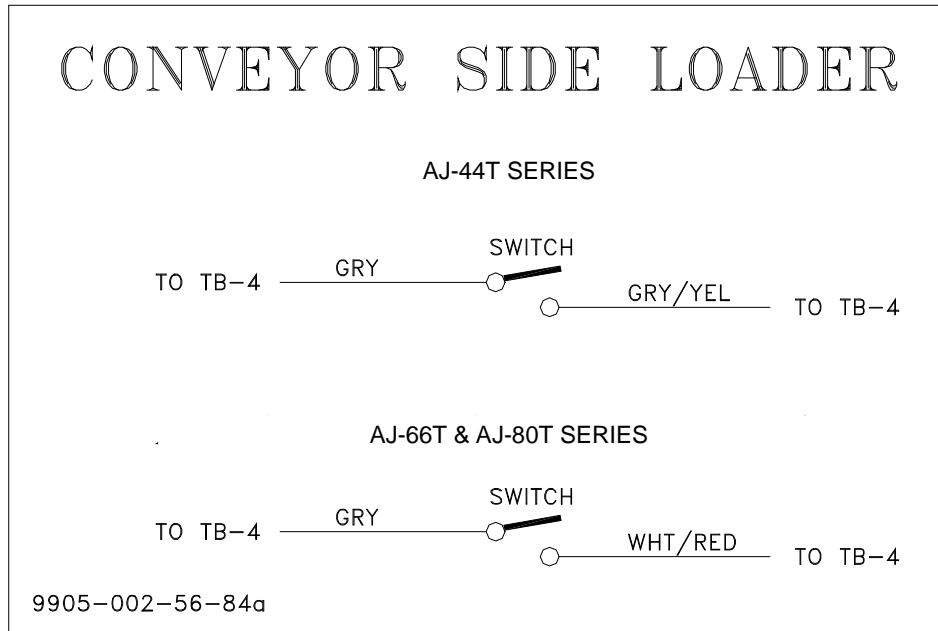 CONVEYOR SIDE LOADER
AJ-44T SERIES
SWITCH
TO TB-4 GRY GRY/YEL TO TB-4
AJ-66T & AJ-80T SERIES
SWITCH
TO TB-4 GRY WHT/RED TO TB-4
9905-002-56-84a